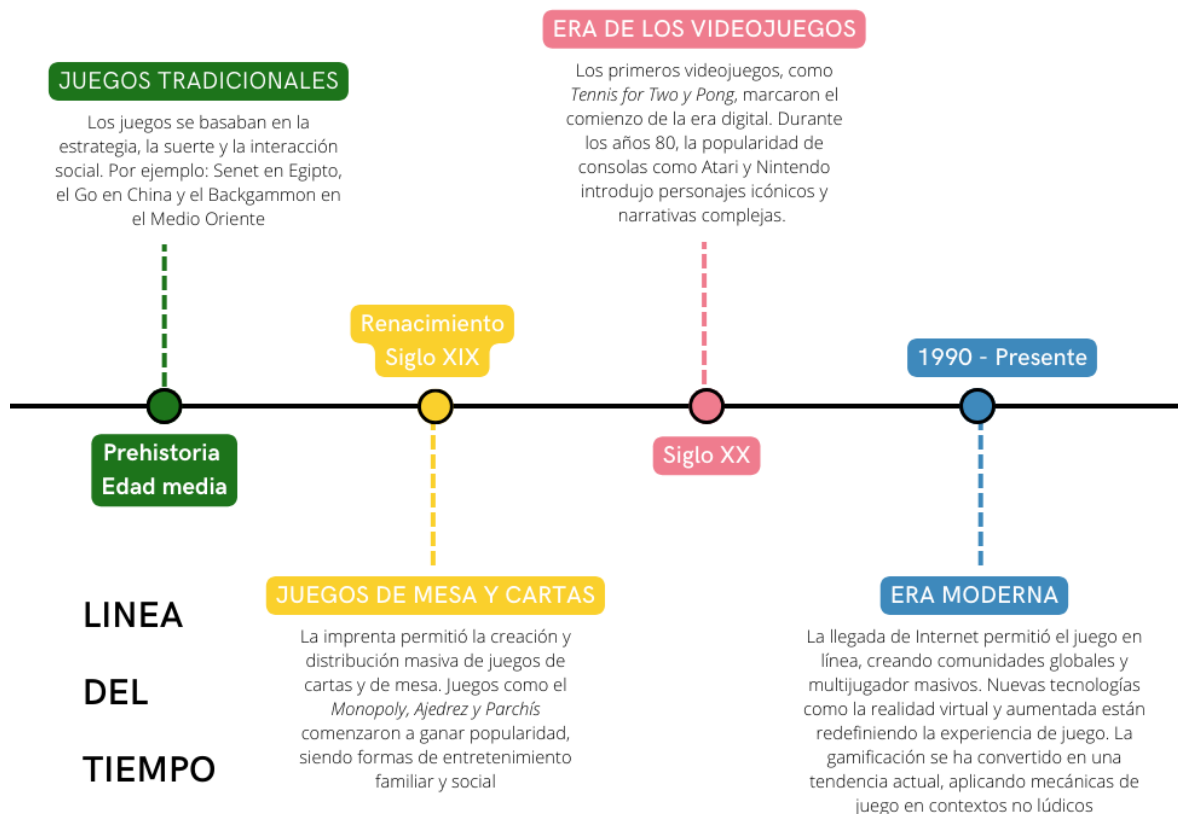 JUEGOS TRADICIONALES
Los juegos se basaban en la
estrategia, la suerte y la interacción
social. Por ejemplo: Senet en Egipto,
el Go en China y el Backgammon en
el Medio Oriente
Prehistoria
Edad media
Renacimiento
Siglo XIX
JUEGOS DE MESA Y CARTAS
La imprenta permitió la creación y
distribución masiva de juegos de
cartas y de mesa. Juegos como el
Monopoly, Ajedrez y Parchís
comenzaron a ganar popularidad,
siendo formas de entretenimiento
familiar y social
ERA DE LOS VIDEOJUEGOS
Los primeros videojuegos, como
Tennis for Two y Pong, marcaron el
comienzo de la era digital. Durante
los años 80, la popularidad de
consolas como Atari y Nintendo
introdujo personajes icónicos y
narrativas complejas.
Siglo XX
1990 - Presente
ERA MODERNA
La llegada de Internet permitió el juego en
línea, creando comunidades globales y
multijugador masivos. Nuevas tecnologías
como la realidad virtual y aumentada están
redefiniendo la experiencia de juego. La
gamificación se ha convertido en una
tendencia actual, aplicando mecánicas de
juego en contextos no lúdicos
LINEA
DEL
TIEMPO